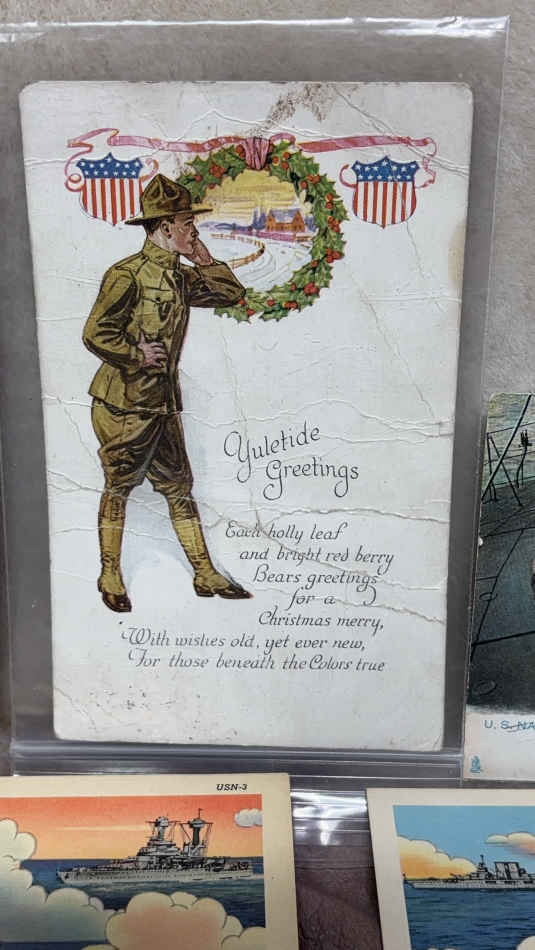 Yuletide
Greetings
Each holly leaf
and bright red berry
Bears greetings
for a
Christmas merry,
With wishes old, yet ever new,
For those beneath the Colors true
U. S. NA
USN-3